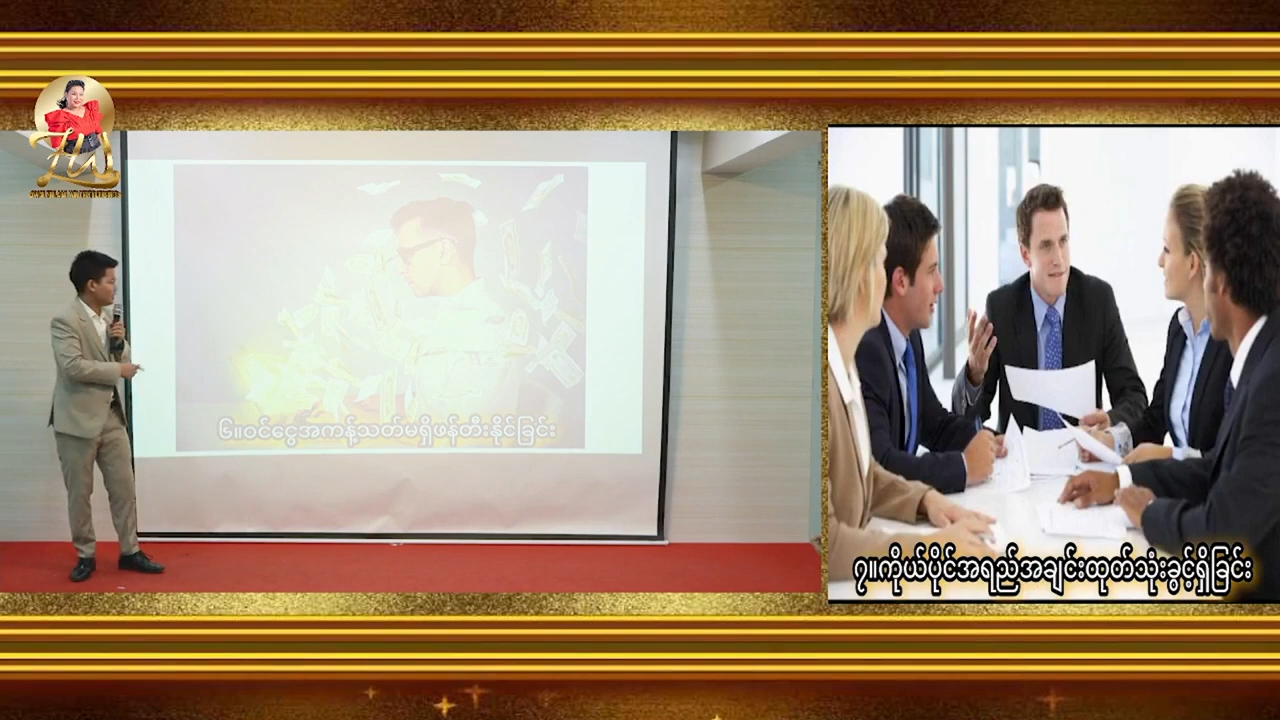 ၆။ဝင်ငွေအကန့်သတ်မရှိဖန်တီးနိုင်ခြင်း
၇။ကိုယ်ပိုင်အရည်အချင်းထုတ်သုံးခွင့်ရှိခြင်း